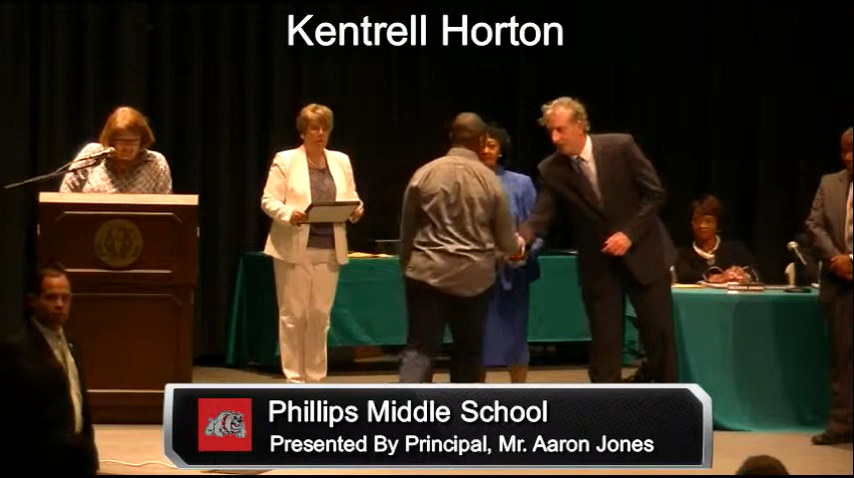 Kentrell Horton
Phillips Middle School
Presented By Principal, Mr. Aaron Jones